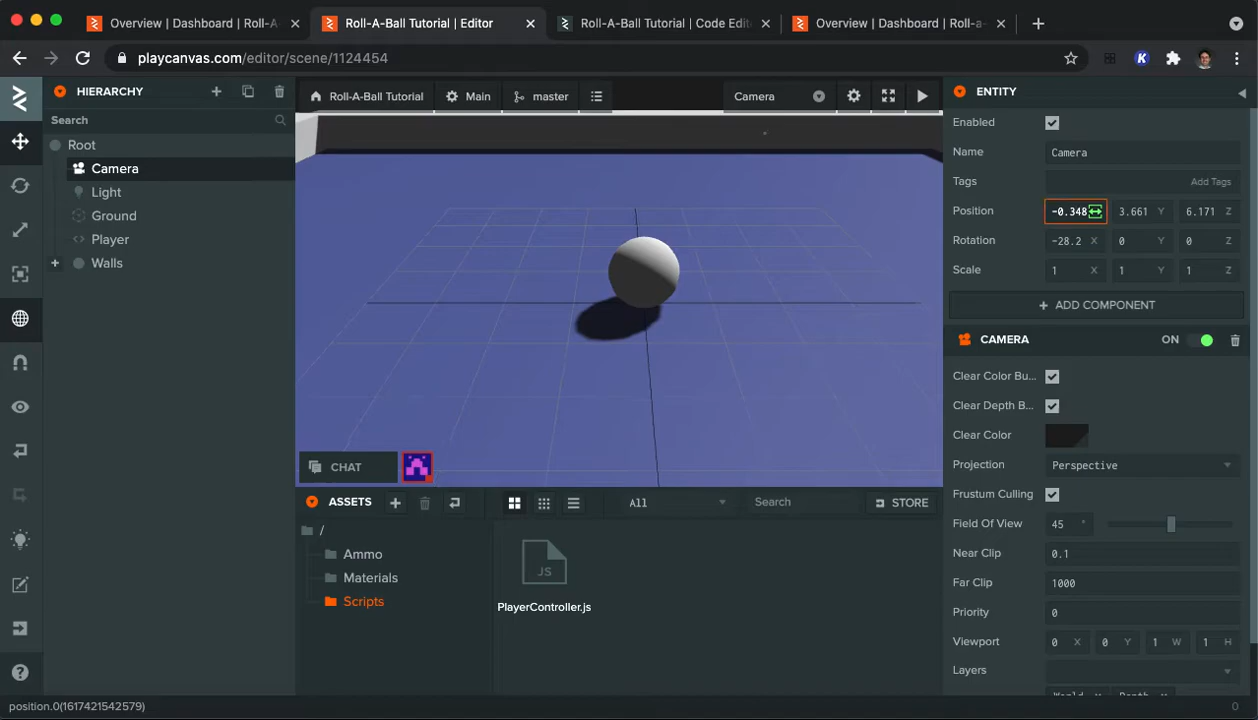 Overview | Dashboard | Roll-A-
Roll-A-Ball Tutorial | Editor
Roll-A-Ball Tutorial | Code Edit
Overview | Dashboard | Roll-a-
playcanvas.com/editor/scene/1124454
HIERARCHY
Search
Root
Camera
Light
Ground
Player
Walls
Roll-A-Ball Tutorial
Main
master
Camera
CHAT
ASSETS
All
Search
STORE
/
Ammo
Materials
Scripts
JS
PlayerController.js
ENTITY
Enabled
Name Camera
Tags Add Tags
Position -0.348 3.661 Y 6.171 Z
Rotation -28.2 X 0 Y 0 Z
Scale 1 X 1 Y 1 Z
ADD COMPONENT
CAMERA ON
Clear Color Bu...
Clear Depth B...
Clear Color
Projection Perspective
Frustum Culling
Field Of View 45 °
Near Clip 0.1
Far Clip 1000
Priority 0
Viewport 0 X 0 Y 1 W 1 H
Layers
position.0(1617421542579) 0